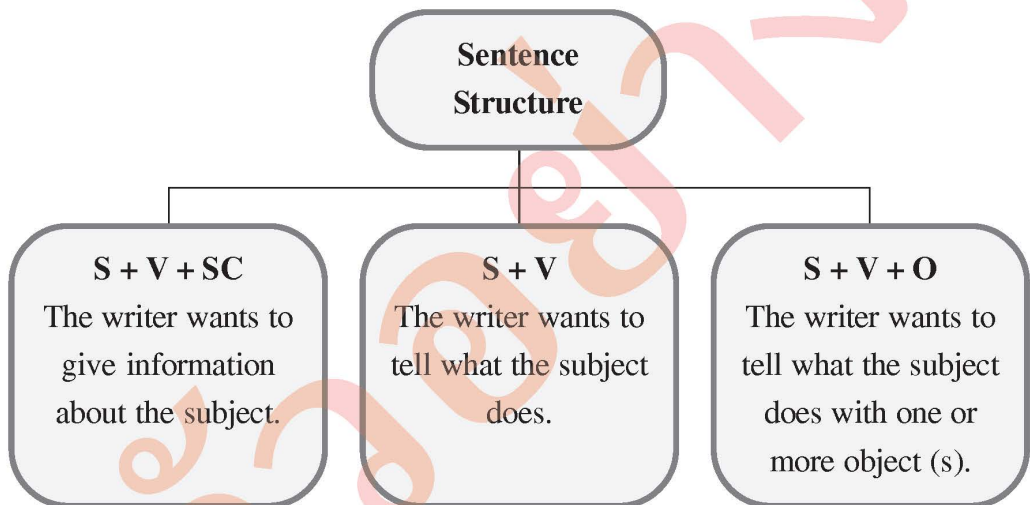 Sentence
Structure
S + V + SC
The writer wants to
give information
about the subject.
S + V
The writer wants to
tell what the subject
does.
S + V + O
The writer wants to
tell what the subject
does with one or
more object (s).